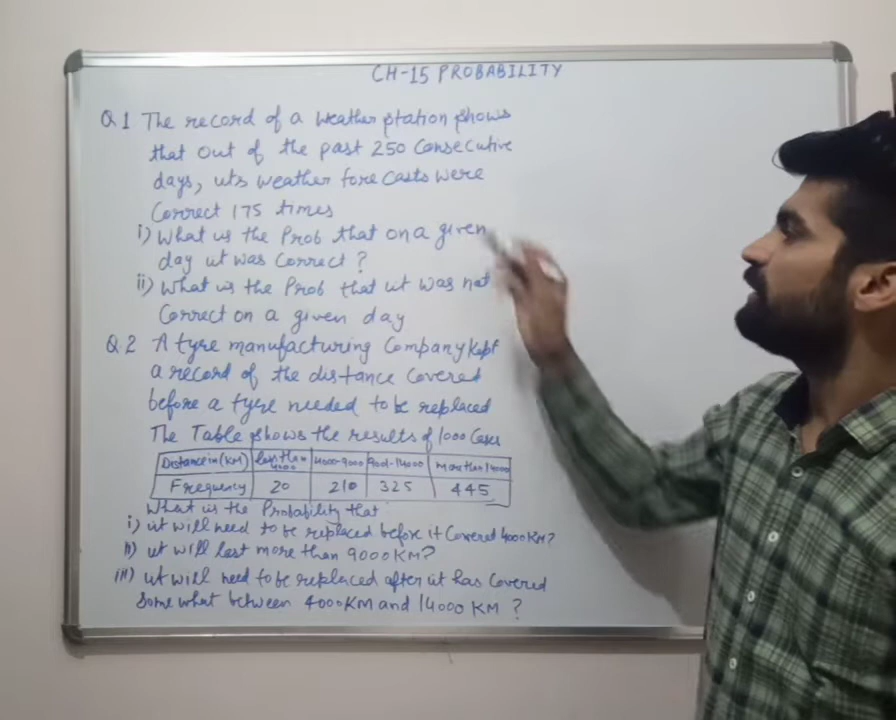 CH-15 PROBABILITY
Q 1 The record of a weather station shows
that out of the past 250 Consecutive
days, its weather forecasts were
Correct 175 times
i) What is the Prob that on a given
day it was Correct ?
ii) What is the Prob that it was not
Correct on a given day
Q. 2 A tyre manufacturing Company kept
a record of the distance Covered
before a tyre needed to be replaced
The Table shows the results of 1000 Cases
Distance in (KM) less than 4000 4000-9000 9001-14000 More than 14000
Frequency 20 210 325 445
What is the Probability that
i) it will need to be replaced before it Covered 4000KM?
ii) it will last more than 9000 KM?
iii) it will need to be replaced after it has Covered
Some what between 4000KM and 14000 KM ?